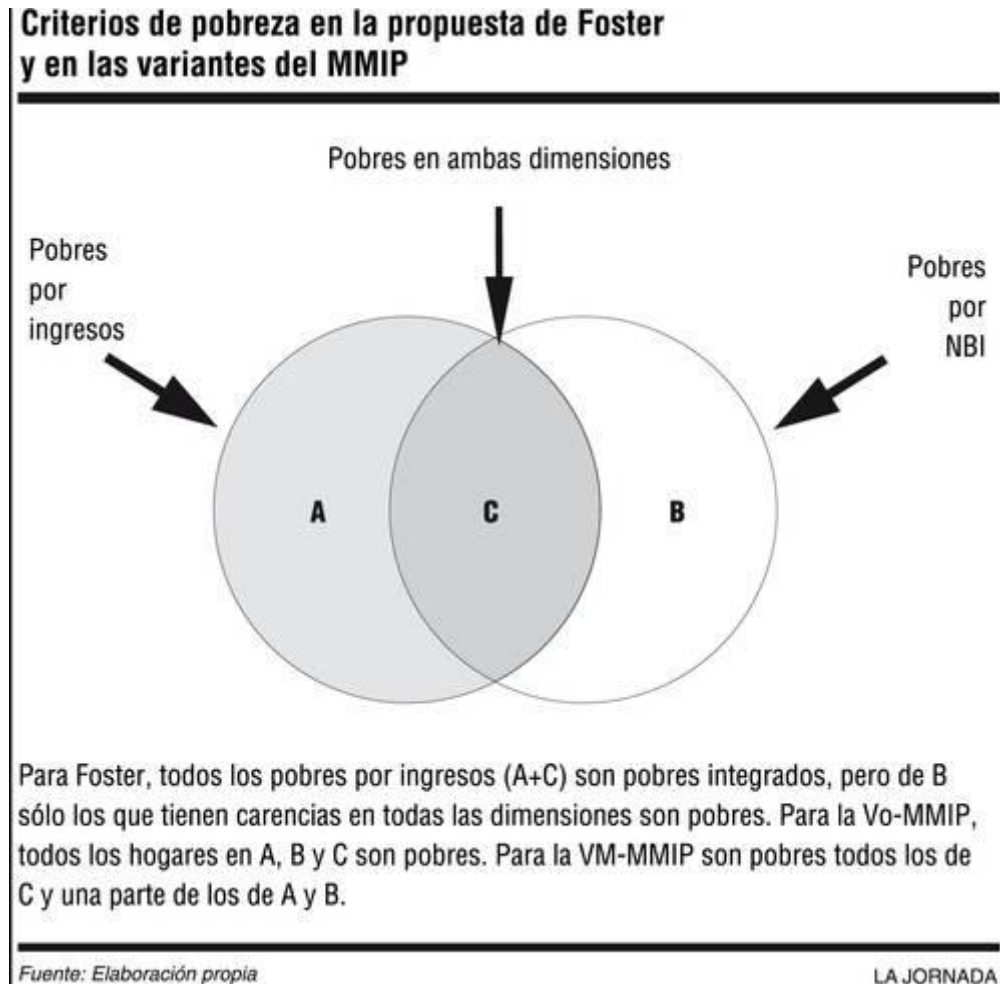 Criterios de pobreza en la propuesta de Foster
y en las variantes del MMIP
Pobres en ambas dimensiones
Pobres
por
ingresos
Pobres
por
NBI
A
C
B
Para Foster, todos los pobres por ingresos (A+C) son pobres integrados, pero de B
sólo los que tienen carencias en todas las dimensiones son pobres. Para la Vo-MMIP,
todos los hogares en A, B y C son pobres. Para la VM-MMIP son pobres todos los de
C y una parte de los de A y B.
Fuente: Elaboración propia
LA JORNADA